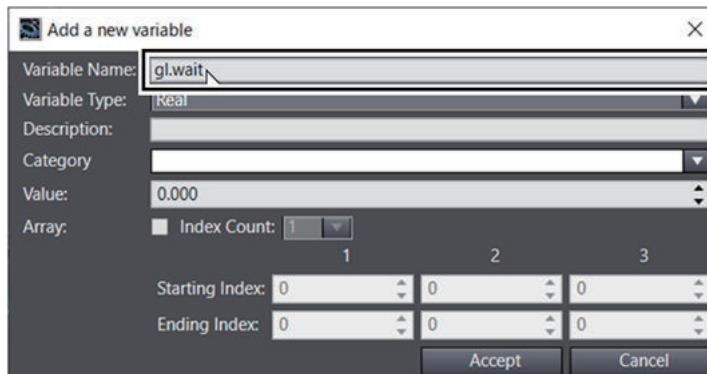 Add a new variable
Variable Name: gl.wait
Variable Type: Real
Description:
Category
Value: 0.000
Array: Index Count: 1
1 2 3
Starting Index: 0 0 0
Ending Index: 0 0 0
Accept Cancel